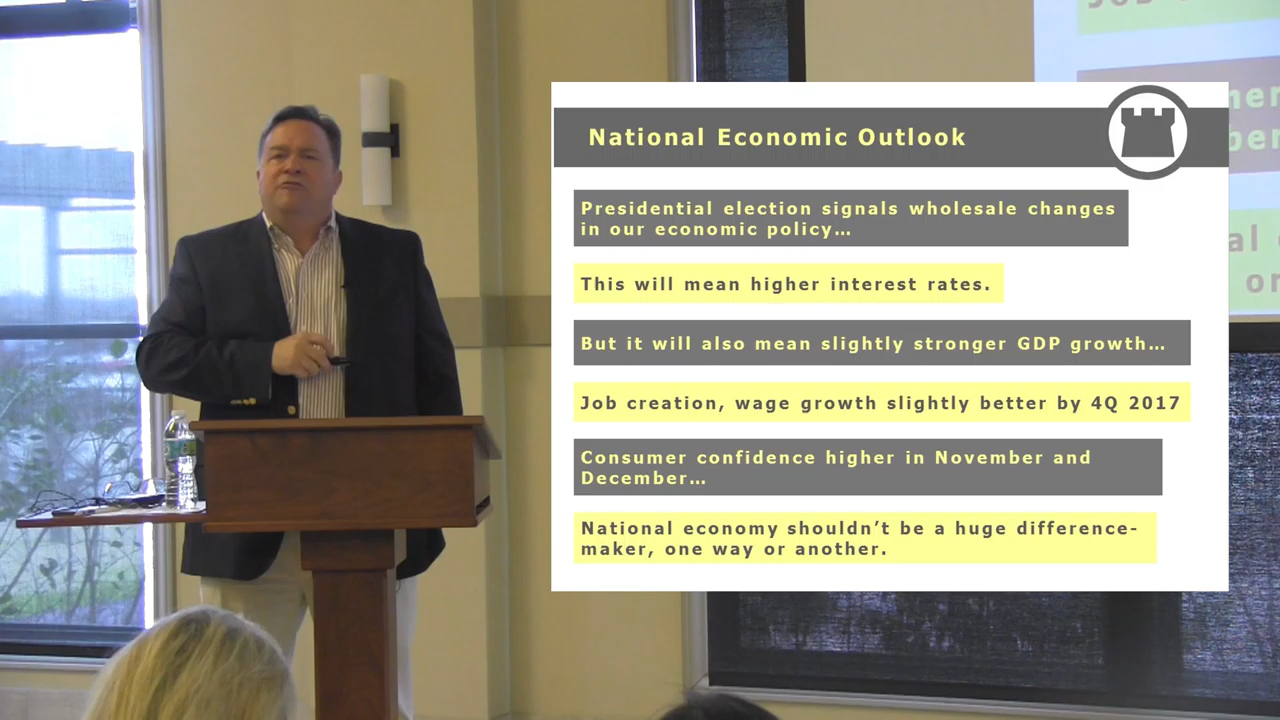 National Economic Outlook
Presidential election signals wholesale changes
in our economic policy…
This will mean higher interest rates.
But it will also mean slightly stronger GDP growth…
Job creation, wage growth slightly better by 4Q 2017
Consumer confidence higher in November and
December…
National economy shouldn’t be a huge difference-
maker, one way or another.